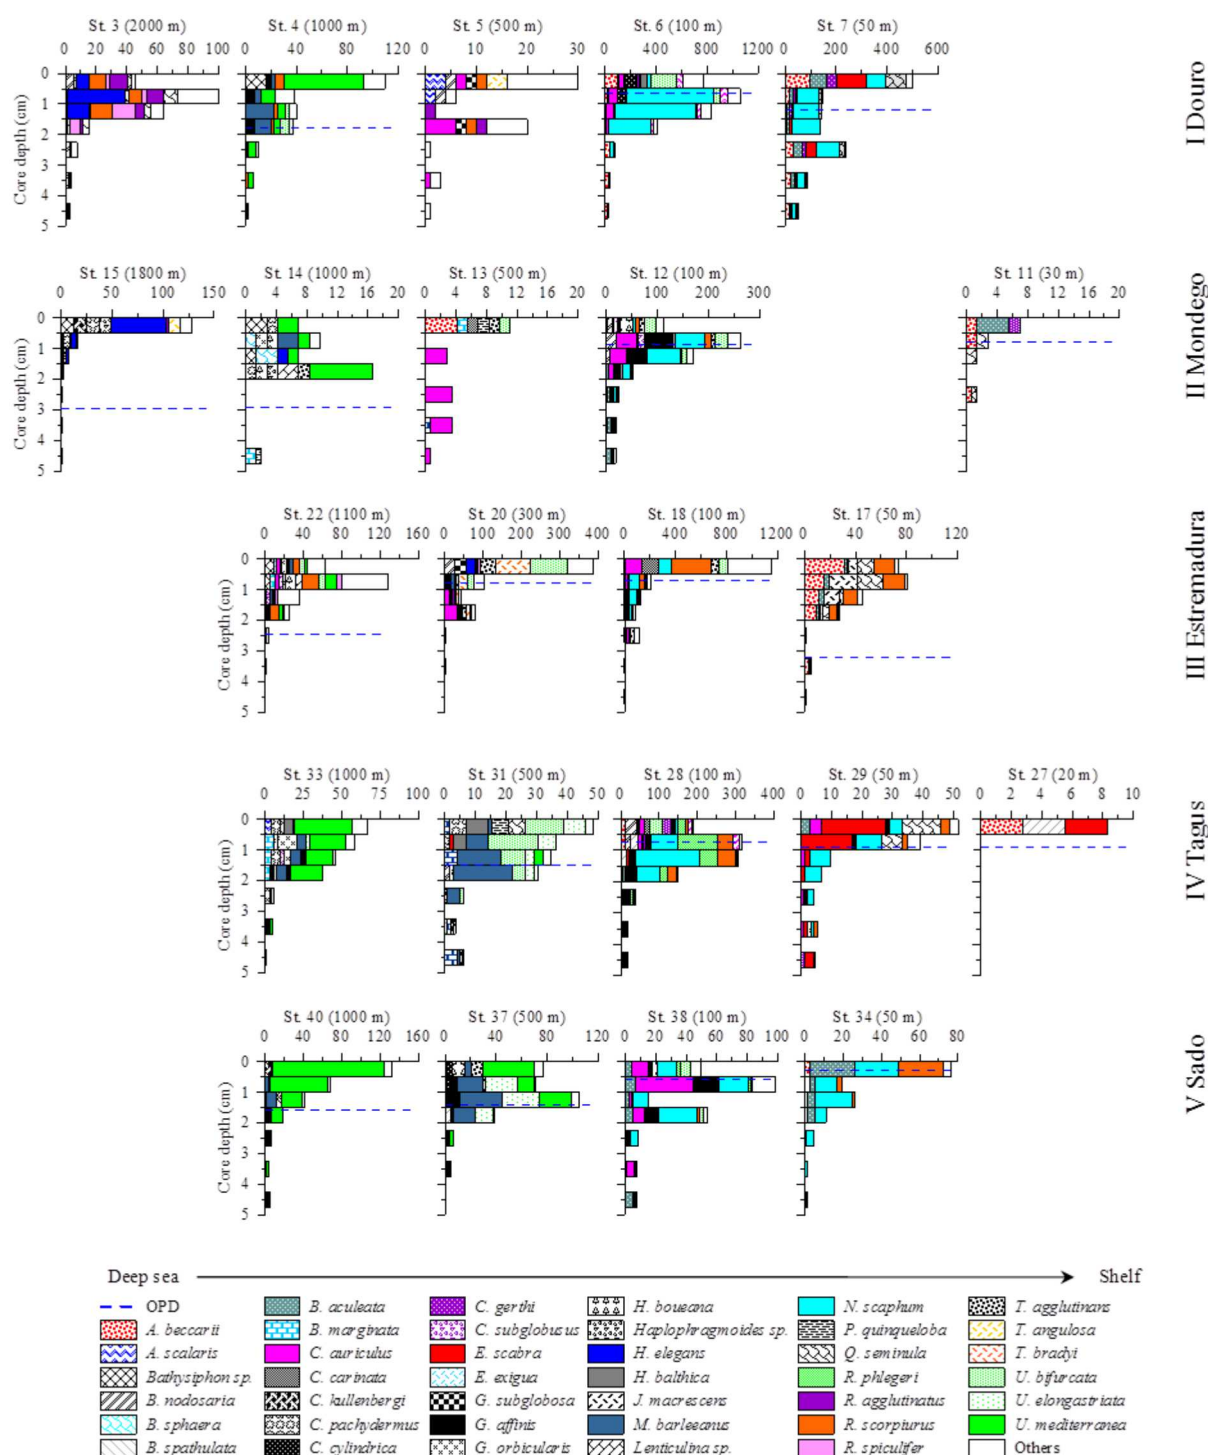 St. 3 (2000 m) St. 4 (1000 m) St. 5 (500 m) St. 6 (100 m) St. 7 (50 m)
0 20 40 60 80 100 0 40 80 120 0 10 20 30 0 400 800 1200 0 200 400 600
Core depth (cm)
0
1
2
3
4
5
I Douro
St. 15 (1800 m) St. 14 (1000 m) St. 13 (500 m) St. 12 (100 m) St. 11 (30 m)
0 50 100 150 0 4 8 12 16 20 0 4 8 12 16 20 0 100 200 300 0 4 8 12 16 20
Core depth (cm)
0
1
2
3
4
5
II Mondego
St. 22 (1100 m) St. 20 (300 m) St. 18 (100 m) St. 17 (50 m)
0 40 80 120 160 0 100 200 300 400 0 400 800 1200 0 40 80 120
Core depth (cm)
0
1
2
3
4
5
III Estremadura
St. 33 (1000 m) St. 31 (500 m) St. 28 (100 m) St. 29 (50 m) St. 27 (20 m)
0 25 50 75 100 0 10 20 30 40 50 0 100 200 300 400 0 10 20 30 40 50 0 2 4 6 8 10
Core depth (cm)
0
1
2
3
4
5
IV Tagus
St. 40 (1000 m) St. 37 (500 m) St. 38 (100 m) St. 34 (50 m)
0 40 80 120 160 0 40 80 120 0 20 40 60 80 100 0 20 40 60 80
Core depth (cm)
0
1
2
3
4
5
V Sado
Deep sea Shelf
OPD B. aculeata C. gerthi H. boueana N. scaphum T. agglutinans
A. beccarii B. marginata C. subglobusus Haplophragmoides sp. P. quinqueloba T. angulosa
A. scalaris C. auriculus E. scabra H. elegans Q. seminula T. bradyi
Bathysiphon sp. C. carinata E. exigua H. balthica R. phlegeri U. bifurcata
B. nodosaria C. kullenbergi G. subglobosa J. macrescens R. agglutinatus U. elongastriata
B. sphaera C. pachydermus G. affinis M. barleeanus R. scorpiurus U. mediterranea
B. spathulata C. cylindrica G. orbicularis Lenticulina sp. R. spiculifer Others